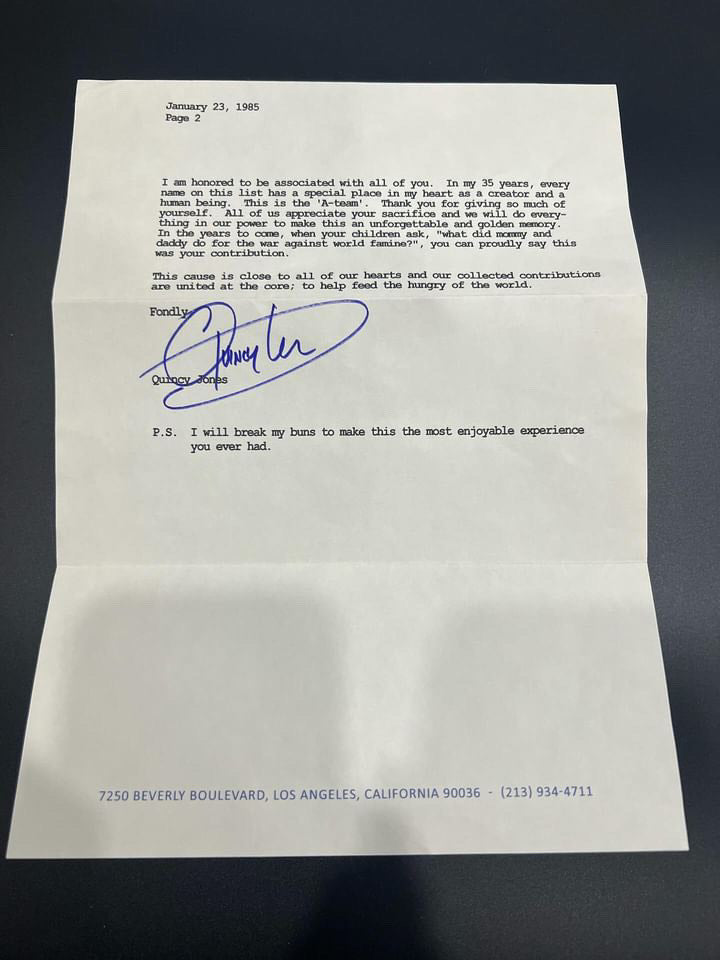 January 23, 1985
Page 2
I am honored to be associated with all of you.  In my 35 years, every
name on this list has a special place in my heart as a creator and a
human being.  This is the 'A-team'.  Thank you for giving so much of
yourself.  All of us appreciate your sacrifice and we will do every-
thing in our power to make this an unforgettable and golden memory.
In the years to come, when your children ask, "what did mommy and
daddy do for the war against world famine?", you can proudly say this
was your contribution.
This cause is close to all of our hearts and our collected contributions
are united at the core; to help feed the hungry of the world.
Fondly
Quincy
Quincy Jones
P.S.  I will break my buns to make this the most enjoyable experience
you ever had.
7250 BEVERLY BOULEVARD, LOS ANGELES, CALIFORNIA 90036 - (213) 934-4711